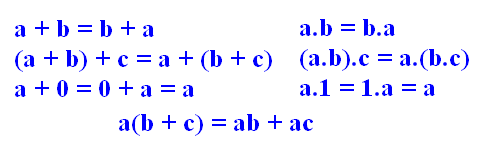 a + b = b + a a.b = b.a
(a + b) + c = a + (b + c) (a.b).c = a.(b.c)
a + 0 = 0 + a = a a.1 = 1.a = a
a(b + c) = ab + ac